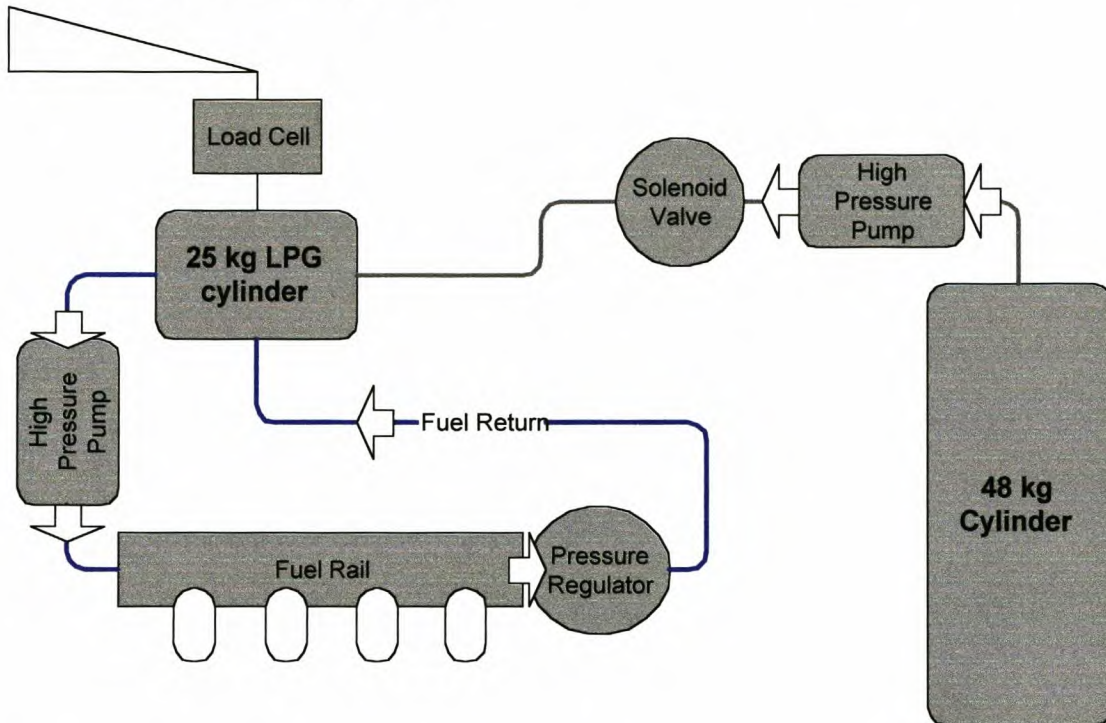 Load Cell
25 kg LPG
cylinder
Solenoid
Valve
High
Pressure
Pump
High
Pressure
Pump
Fuel Return
48 kg
Cylinder
Fuel Rail
Pressure
Regulator